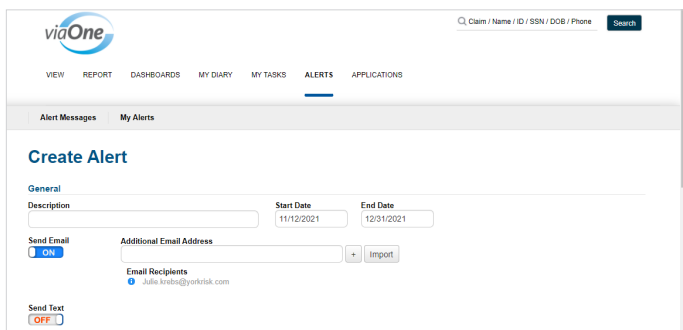 viaOne
Claim / Name / ID / SSN / DOB / Phone
Search
VIEW REPORT DASHBOARDS MY DIARY MY TASKS ALERTS APPLICATIONS
Alert Messages My Alerts
Create Alert
General
Description Start Date End Date
11/12/2021 12/31/2021
Send Email Additional Email Address
ON + Import
Email Recipients
Julie.krebs@yorkrisk.com
Send Text
OFF